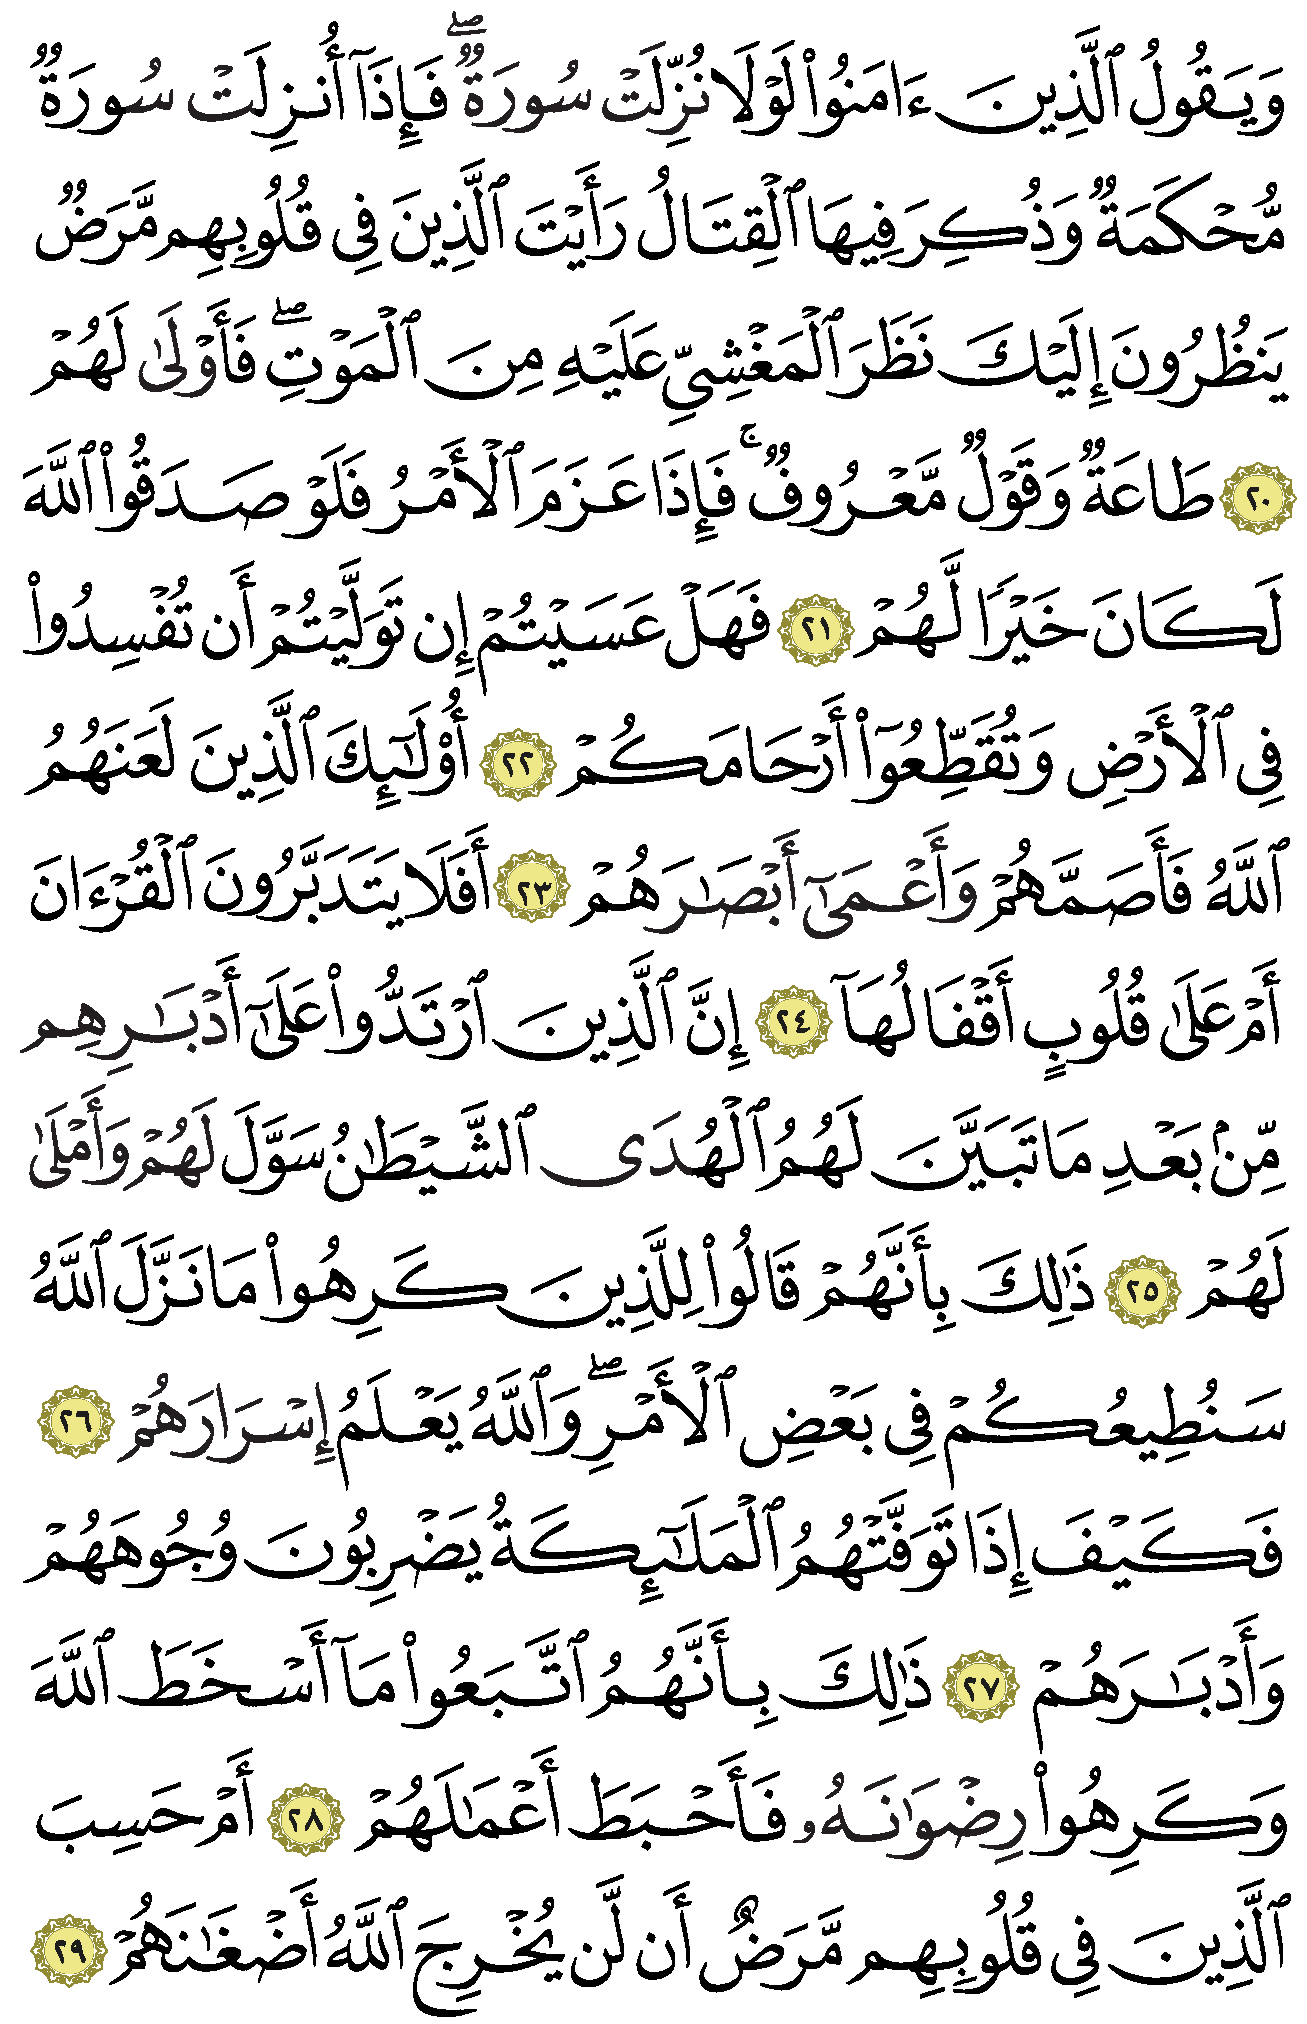 وَيَقُولُ ٱلَّذِينَ ءَامَنُوا۟ لَوْلَا نُزِّلَتْ سُورَةٌ ۖ فَإِذَآ أُنزِلَتْ سُورَةٌ
مُّحْكَمَةٌ وَذُكِرَ فِيهَا ٱلْقِتَالُ رَأَيْتَ ٱلَّذِينَ فِى قُلُوبِهِم مَّرَضٌ
يَنظُرُونَ إِلَيْكَ نَظَرَ ٱلْمَغْشِىِّ عَلَيْهِ مِنَ ٱلْمَوْتِ ۖ فَأَوْلَىٰ لَهُمْ
٢٠ طَاعَةٌ وَقَوْلٌ مَّعْرُوفٌ ۚ فَإِذَا عَزَمَ ٱلْأَمْرُ فَلَوْ صَدَقُوا۟ ٱللَّهَ
لَكَانَ خَيْرًا لَّهُمْ ٢١ فَهَلْ عَسَيْتُمْ إِن تَوَلَّيْتُمْ أَن تُفْسِدُوا۟
فِى ٱلْأَرْضِ وَتُقَطِّعُوٓا۟ أَرْحَامَكُمْ ٢٢ أُو۟لَـٰٓئِكَ ٱلَّذِينَ لَعَنَهُمُ
ٱللَّهُ فَأَصَمَّهُمْ وَأَعْمَىٰٓ أَبْصَـٰرَهُمْ ٢٣ أَفَلَا يَتَدَبَّرُونَ ٱلْقُرْءَانَ
أَمْ عَلَىٰ قُلُوبٍ أَقْفَالُهَآ ٢٤ إِنَّ ٱلَّذِينَ ٱرْتَدُّوا۟ عَلَىٰٓ أَدْبَـٰرِهِم
مِّنۢ بَعْدِ مَا تَبَيَّنَ لَهُمُ ٱلْهُدَى ٱلشَّيْطَـٰنُ سَوَّلَ لَهُمْ وَأَمْلَىٰ
لَهُمْ ٢٥ ذَٰلِكَ بِأَنَّهُمْ قَالُوا۟ لِلَّذِينَ كَرِهُوا۟ مَا نَزَّلَ ٱللَّهُ
سَنُطِيعُكُمْ فِى بَعْضِ ٱلْأَمْرِ ۖ وَٱللَّهُ يَعْلَمُ إِسْرَارَهُمْ ٢٦
فَكَيْفَ إِذَا تَوَفَّتْهُمُ ٱلْمَلَـٰٓئِكَةُ يَضْرِبُونَ وُجُوهَهُمْ
وَأَدْبَـٰرَهُمْ ٢٧ ذَٰلِكَ بِأَنَّهُمُ ٱتَّبَعُوا۟ مَآ أَسْخَطَ ٱللَّهَ
وَكَرِهُوا۟ رِضْوَٰنَهُۥ فَأَحْبَطَ أَعْمَـٰلَهُمْ ٢٨ أَمْ حَسِبَ
ٱلَّذِينَ فِى قُلُوبِهِم مَّرَضٌ أَن لَّن يُخْرِجَ ٱللَّهُ أَضْغَـٰنَهُمْ ٢٩